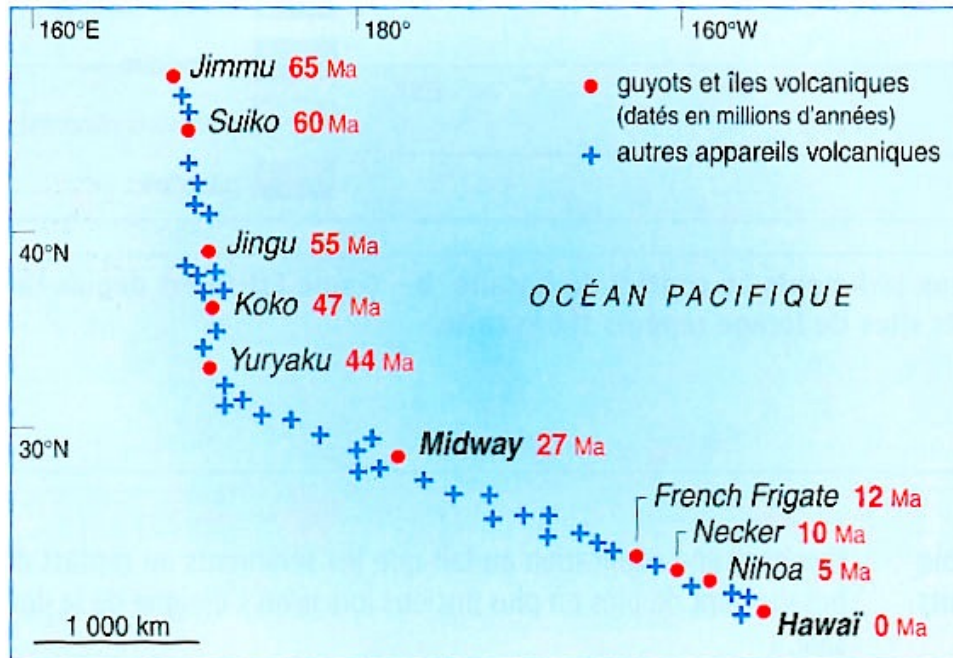 160°E
180°
160°W
Jimmu 65 Ma
guyots et îles volcaniques
(datés en millions d'années)
Suiko 60 Ma
autres appareils volcaniques
40°N
Jingu 55 Ma
OCÉAN PACIFIQUE
Koko 47 Ma
Yuryaku 44 Ma
30°N
Midway 27 Ma
French Frigate 12 Ma
Necker 10 Ma
Nihoa 5 Ma
Hawaï 0 Ma
1 000 km